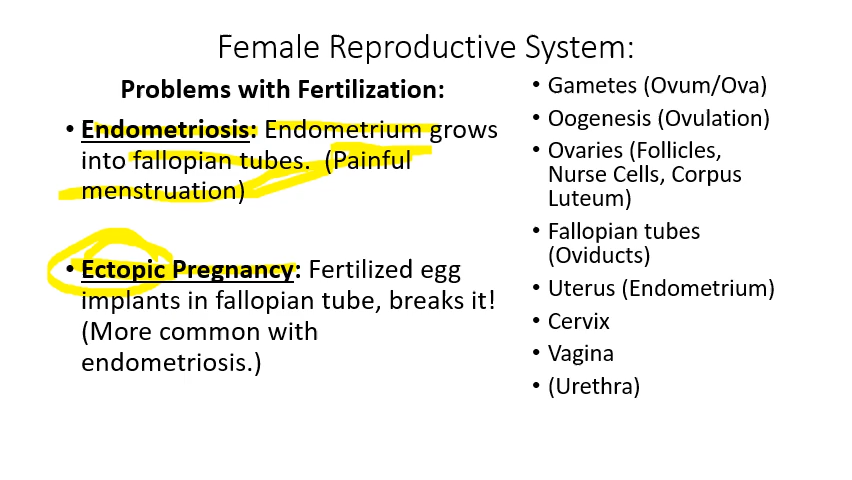 Female Reproductive System:
Problems with Fertilization:
• Endometriosis: Endometrium grows
into fallopian tubes. (Painful
menstruation)
• Ectopic Pregnancy: Fertilized egg
implants in fallopian tube, breaks it!
(More common with
endometriosis.)
• Gametes (Ovum/Ova)
• Oogenesis (Ovulation)
• Ovaries (Follicles,
Nurse Cells, Corpus
Luteum)
• Fallopian tubes
(Oviducts)
• Uterus (Endometrium)
• Cervix
• Vagina
• (Urethra)